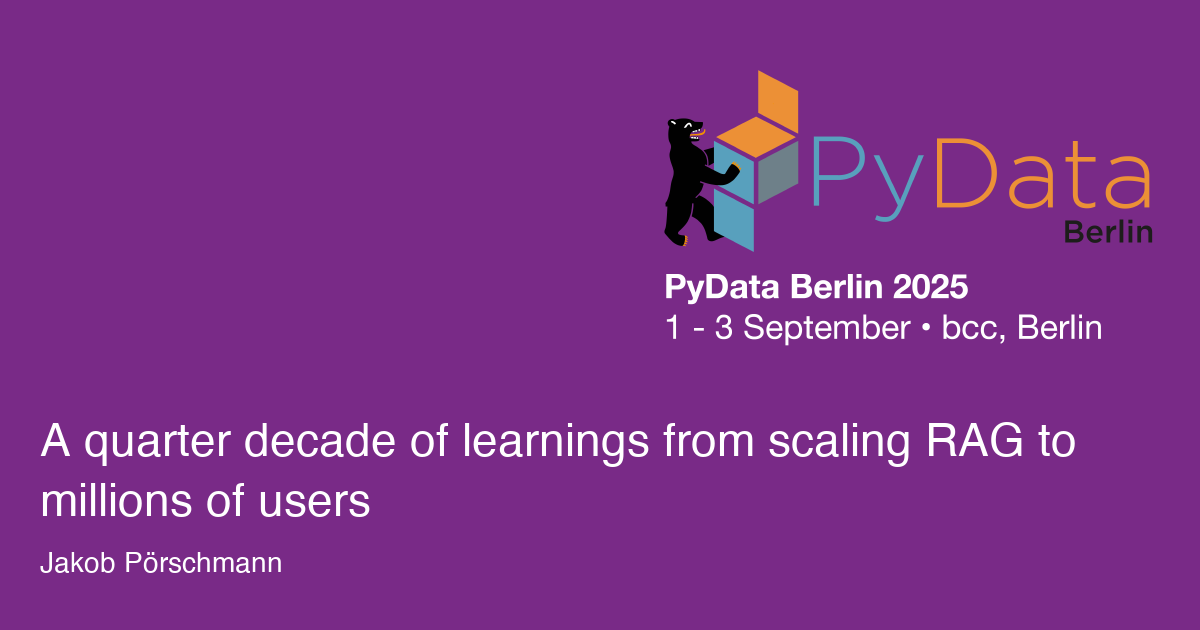 PyData
Berlin
PyData Berlin 2025
1 - 3 September • bcc, Berlin
A quarter decade of learnings from scaling RAG to
millions of users
Jakob Pörschmann